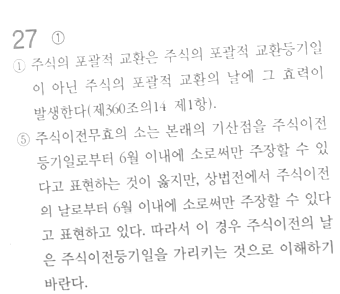 27 ①
① 주식의 포괄적 교환은 주식의 포괄적 교환등기일
이 아닌 주식의 포괄적 교환의 날에 그 효력이
발생한다(제360조의14 제1항).
⑤ 주식이전무효의 소는 본래의 기산점을 주식이전
등기일로부터 6월 이내에 소로써만 주장할 수 있
다고 표현하는 것이 옳지만, 상법전에서 주식이전
의 날로부터 6월 이내에 소로써만 주장할 수 있다
고 표현하고 있다. 따라서 이 경우 주식이전의 날
은 주식이전등기일을 가리키는 것으로 이해하기
바란다.